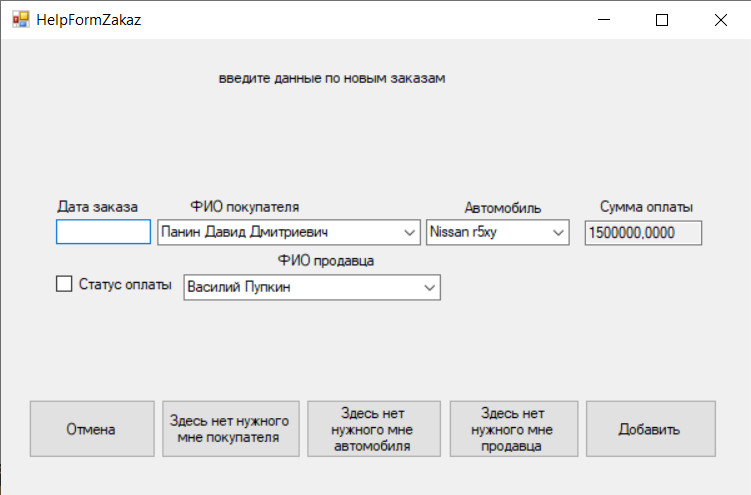 HelpFormZakaz
введите данные по новым заказам
Дата заказа
ФИО покупателя
Автомобиль
Сумма оплаты
Панин Давид Дмитриевич
Nissan r5xy
1500000,0000
ФИО продавца
Статус оплаты
Василий Пупкин
Отмена
Здесь нет нужного
мне покупателя
Здесь нет
нужного мне
автомобиля
Здесь нет
нужного мне
продавца
Добавить